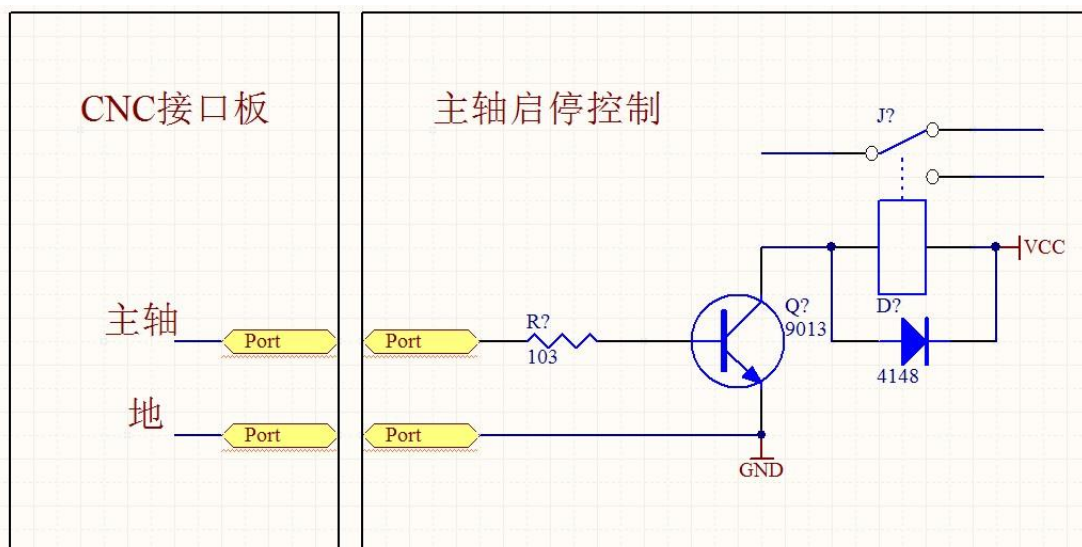 CNC接口板
主轴启停控制
J?
VCC
主轴
Port
Port
R?
103
Q?
9013
D?
4148
地
Port
Port
GND